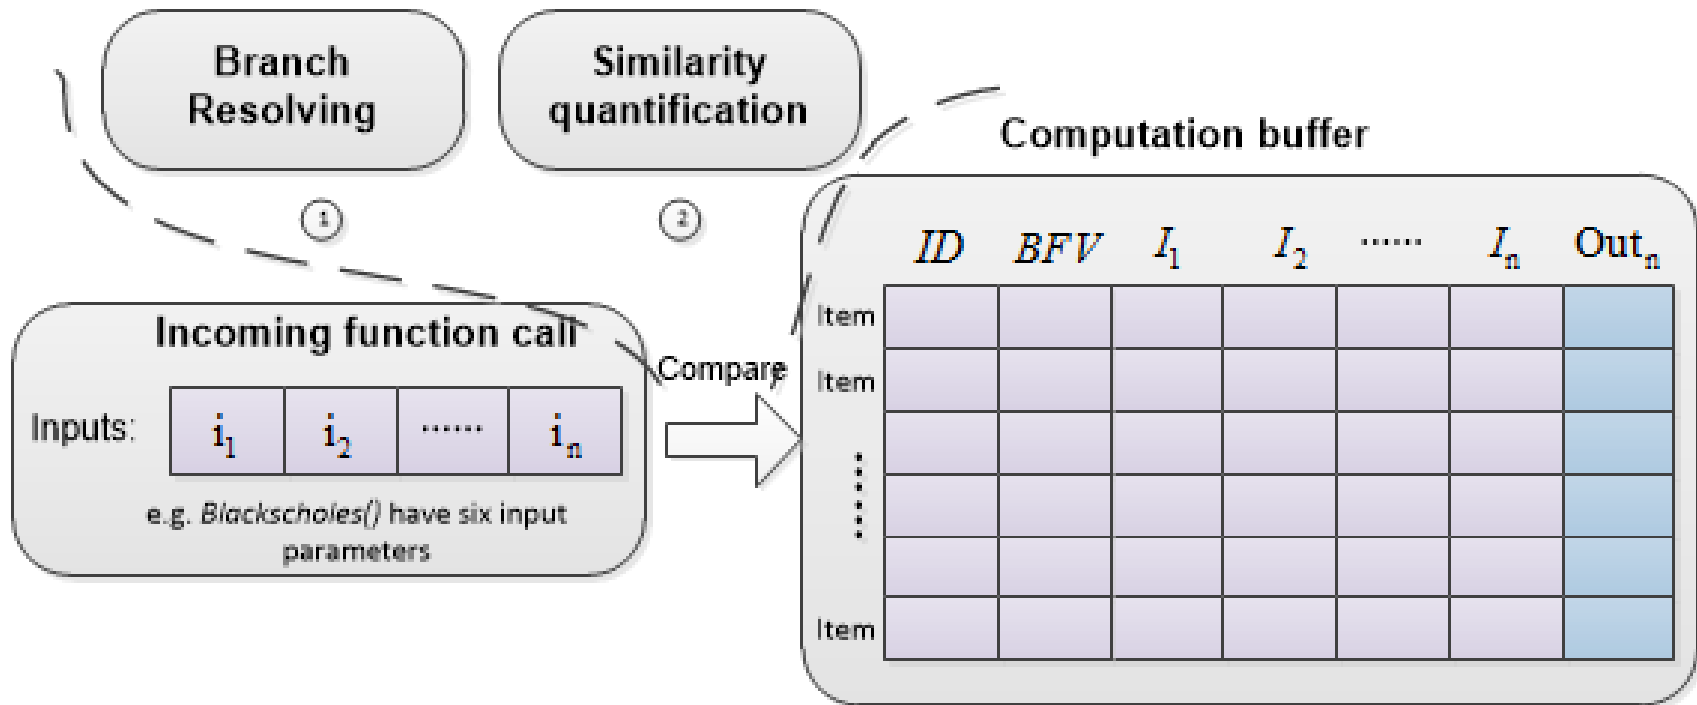 Branch
Resolving
Similarity
quantification
1
2
Computation buffer
ID BFV I1 I2 ...... In Outn
Item
Item
......
Item
Incoming function call
Inputs: i1 i2 ...... in
e.g. Blackscholes() have six input
parameters
Compare